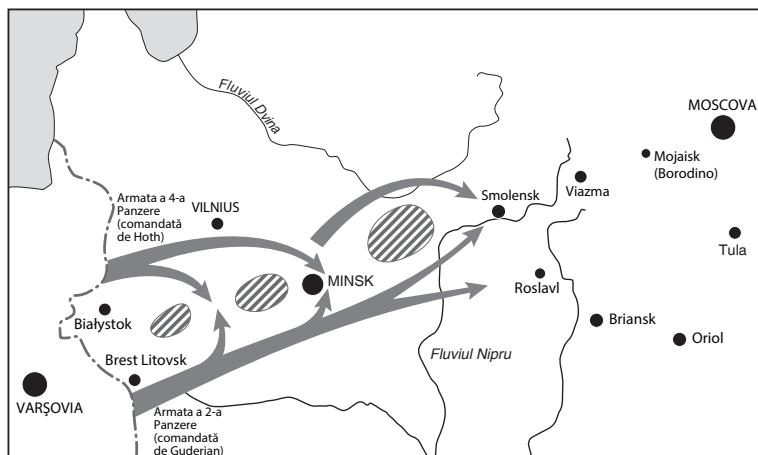 Fluviul Dvina
MOSCOVA
Mojaisk
(Borodino)
Smolensk
Viazma
Armata a 4-a
Panzere
(comandată
de Hoth)
VILNIUS
Tula
MINSK
Roslavl
Białystok
Briansk
Oriol
Fluviul Nipru
Brest Litovsk
VARŞOVIA
Armata a 2-a
Panzere
(comandată
de Guderian)